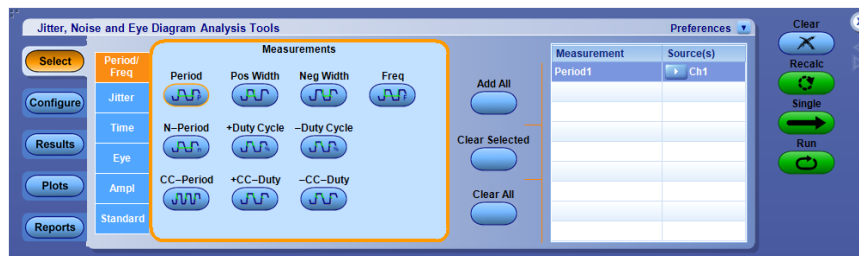 Jitter, Noise and Eye Diagram Analysis Tools
Preferences
Clear
Select
Configure
Results
Plots
Reports
Period/
Freq
Jitter
Time
Eye
Ampl
Standard
Measurements
Period Pos Width Neg Width Freq
N–Period +Duty Cycle –Duty Cycle
CC–Period +CC–Duty –CC–Duty
Add All
Clear Selected
Clear All
Measurement Source(s)
Period1 Ch1
Recalc
Single
Run